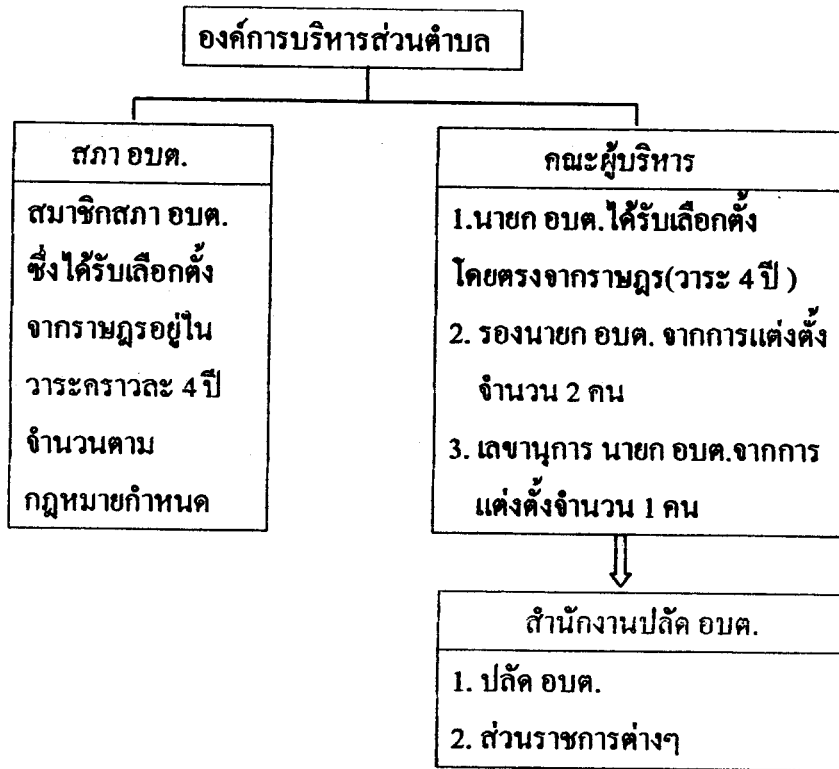 องค์การบริหารส่วนตำบล
สภา อบต.
สมาชิกสภา อบต.
ซึ่งได้รับเลือกตั้ง
จากราษฎรอยู่ใน
วาระคราวละ 4 ปี
จำนวนตาม
กฎหมายกำหนด
คณะผู้บริหาร
1.นายก อบต.ได้รับเลือกตั้ง
โดยตรงจากราษฎร(วาระ 4 ปี )
2. รองนายก อบต. จากการแต่งตั้ง
จำนวน 2 คน
3. เลขานุการ นายก อบต.จากการ
แต่งตั้งจำนวน 1 คน
สำนักงานปลัด อบต.
1. ปลัด อบต.
2. ส่วนราชการต่างๆ